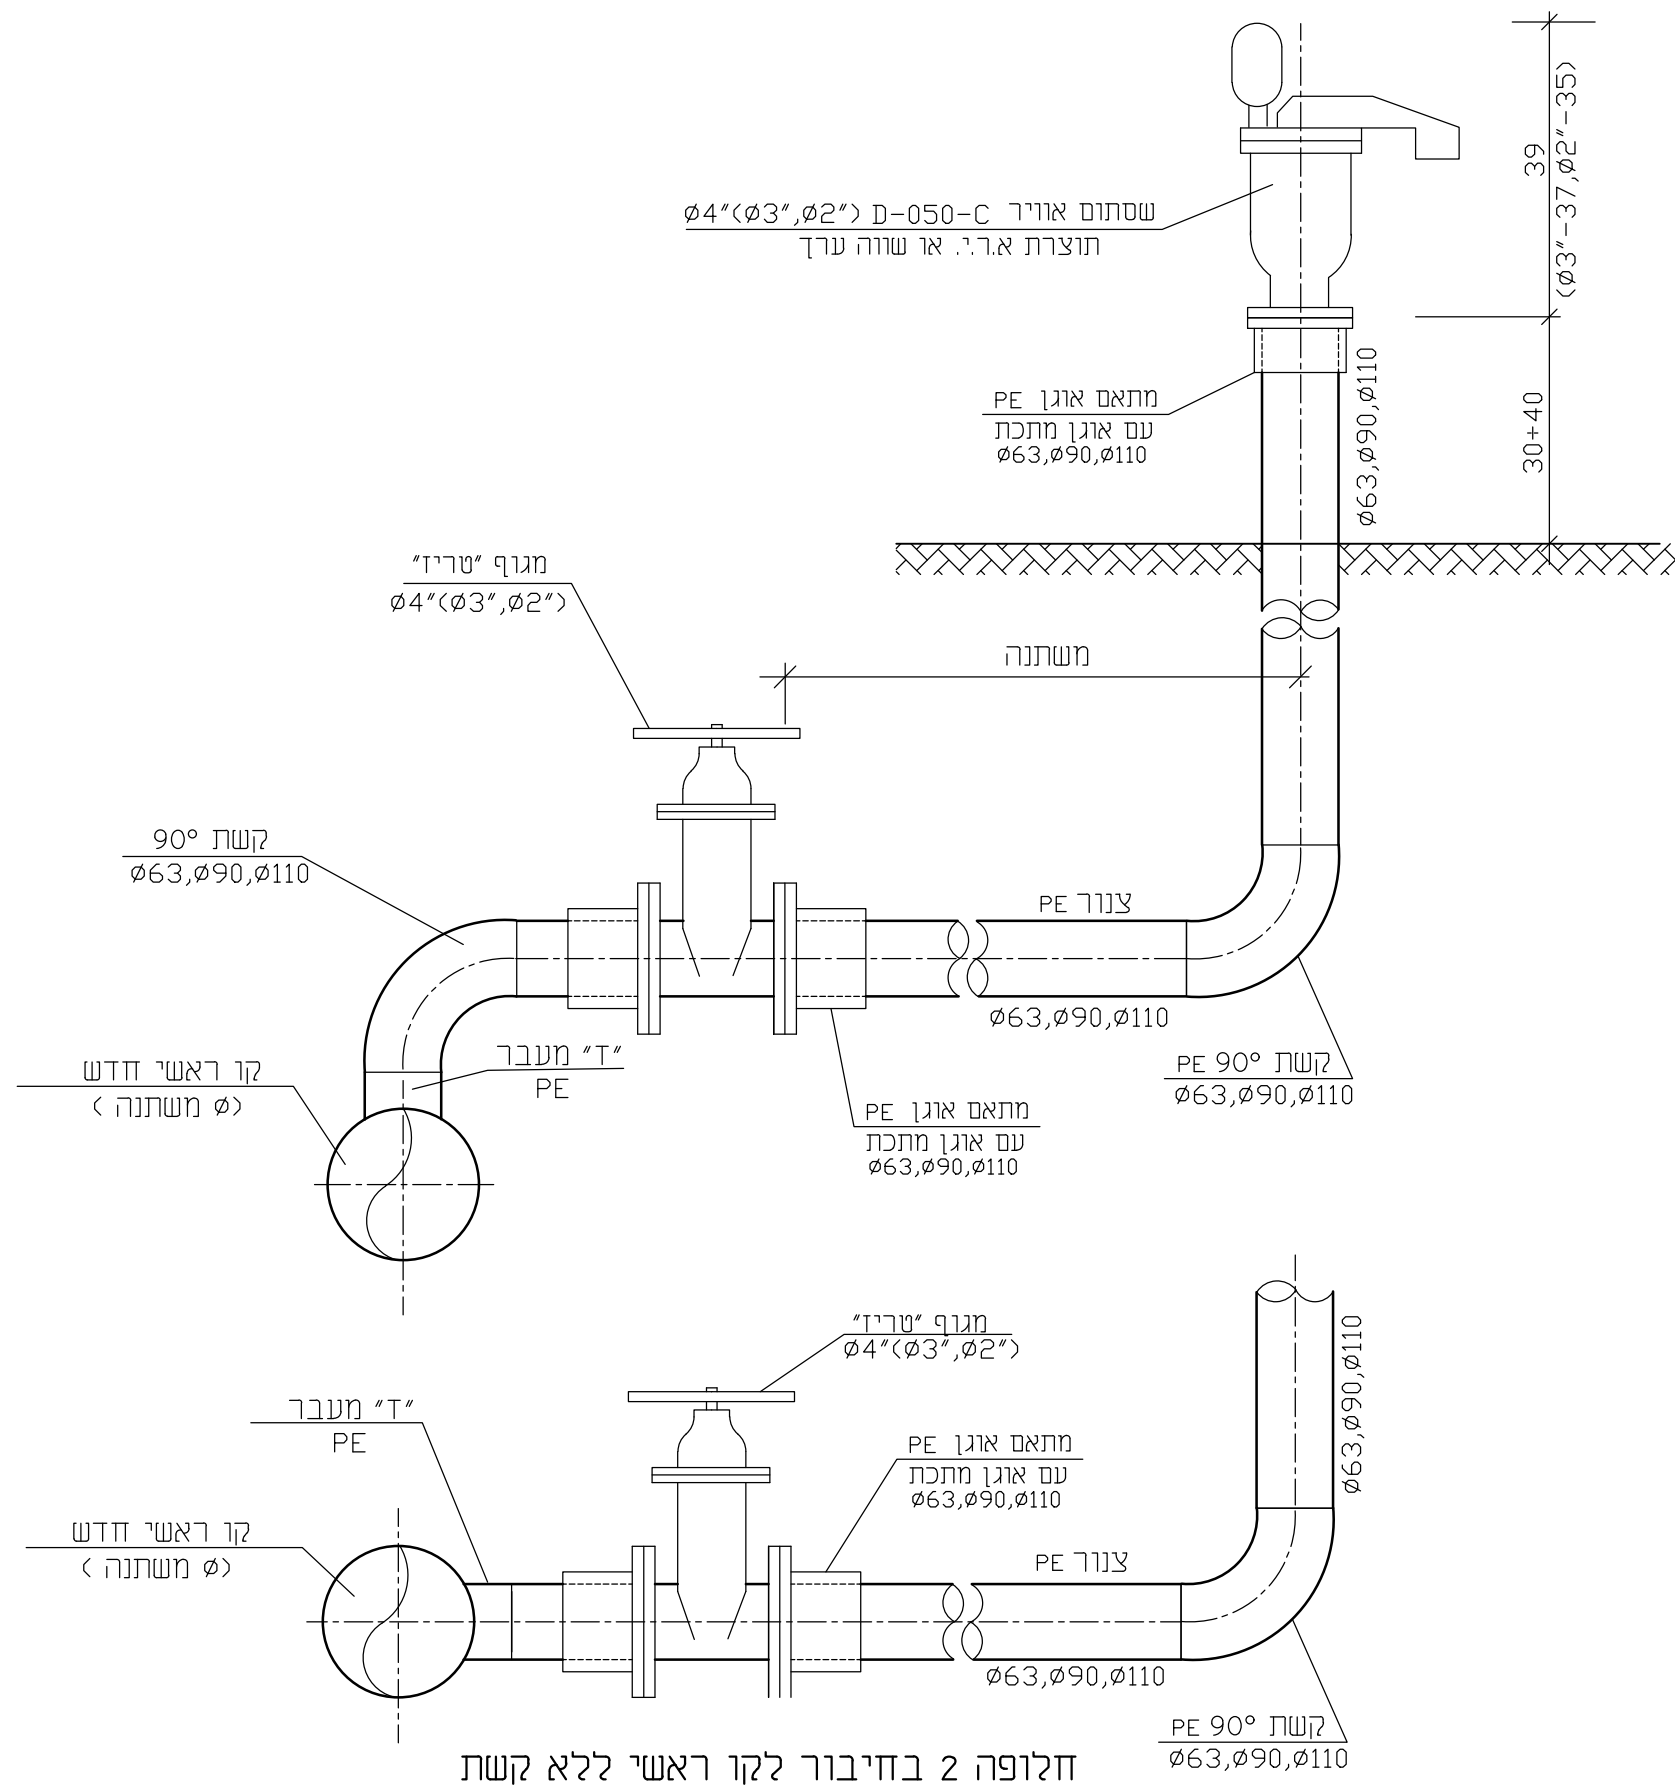 39
(ø3"-37,ø2"-35)
שסתום אוויר D-050-C ø4"(ø3",ø2")
תוצרת א.ר.י. או שווה ערך
ø63,ø90,ø110
30+40
מתאם אוגן PE
עם אוגן מתכת
ø63,ø90,ø110
מגוף "טריז"
ø4"(ø3",ø2")
משתנה
קשת 90°
ø63,ø90,ø110
צנור PE
ø63,ø90,ø110
קשת 90° PE
ø63,ø90,ø110
"T" מעבר
PE
קו ראשי חדש
(ø משתנה )
מתאם אוגן PE
עם אוגן מתכת
ø63,ø90,ø110
מגוף "טריז"
ø4"(ø3",ø2")
ø63,ø90,ø110
"T" מעבר
PE
מתאם אוגן PE
עם אוגן מתכת
ø63,ø90,ø110
קו ראשי חדש
(ø משתנה )
צנור PE
ø63,ø90,ø110
קשת 90° PE
ø63,ø90,ø110
חלופה 2 בחיבור לקו ראשי ללא קשת